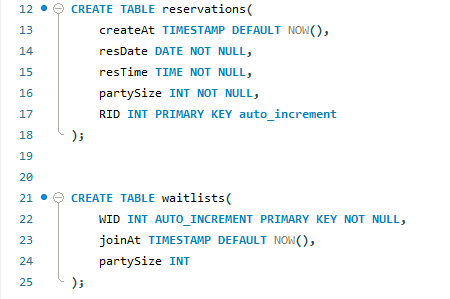 12 CREATE TABLE reservations(
13 createAt TIMESTAMP DEFAULT NOW(),
14 resDate DATE NOT NULL,
15 resTime TIME NOT NULL,
16 partySize INT NOT NULL,
17 RID INT PRIMARY KEY auto_increment
18 );
19
20
21 CREATE TABLE waitlists(
22 WID INT AUTO_INCREMENT PRIMARY KEY NOT NULL,
23 joinAt TIMESTAMP DEFAULT NOW(),
24 partySize INT
25 );